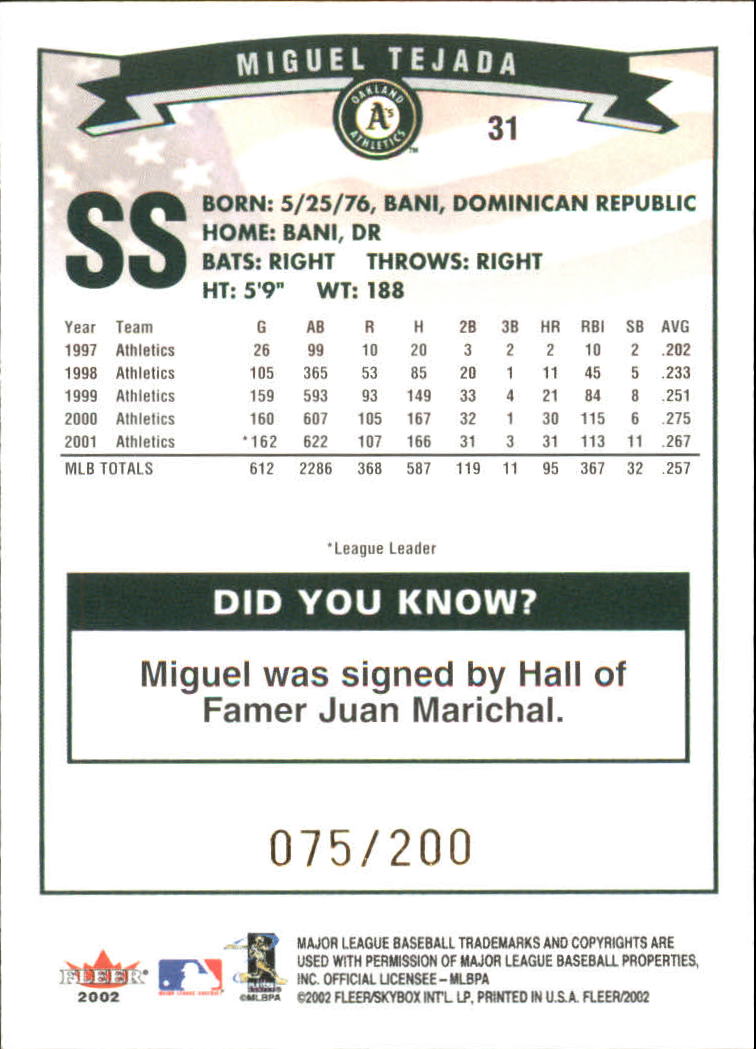 MIGUEL TEJADA
OAKLAND
A's
ATHLETICS
TM
31
SS
BORN: 5/25/76, BANI, DOMINICAN REPUBLIC
HOME: BANI, DR
BATS: RIGHT THROWS: RIGHT
HT: 5'9" WT: 188
Year Team G AB R H 2B 3B HR RBI SB AVG
1997 Athletics 26 99 10 20 3 2 2 10 2 .202
1998 Athletics 105 365 53 85 20 1 11 45 5 .233
1999 Athletics 159 593 93 149 33 4 21 84 8 .251
2000 Athletics 160 607 105 167 32 1 30 115 6 .275
2001 Athletics *162 622 107 166 31 3 31 113 11 .267
MLB TOTALS 612 2286 368 587 119 11 95 367 32 .257
*League Leader
DID YOU KNOW?
Miguel was signed by Hall of
Famer Juan Marichal.
075/200
FLEER®
2002
MAJOR LEAGUE BASEBALL
PLAYERS
©MLBPA
MAJOR LEAGUE BASEBALL TRADEMARKS AND COPYRIGHTS ARE
USED WITH PERMISSION OF MAJOR LEAGUE BASEBALL PROPERTIES,
INC. OFFICIAL LICENSEE – MLBPA
©2002 FLEER/SKYBOX INT'L. LP, PRINTED IN U.S.A. FLEER/2002